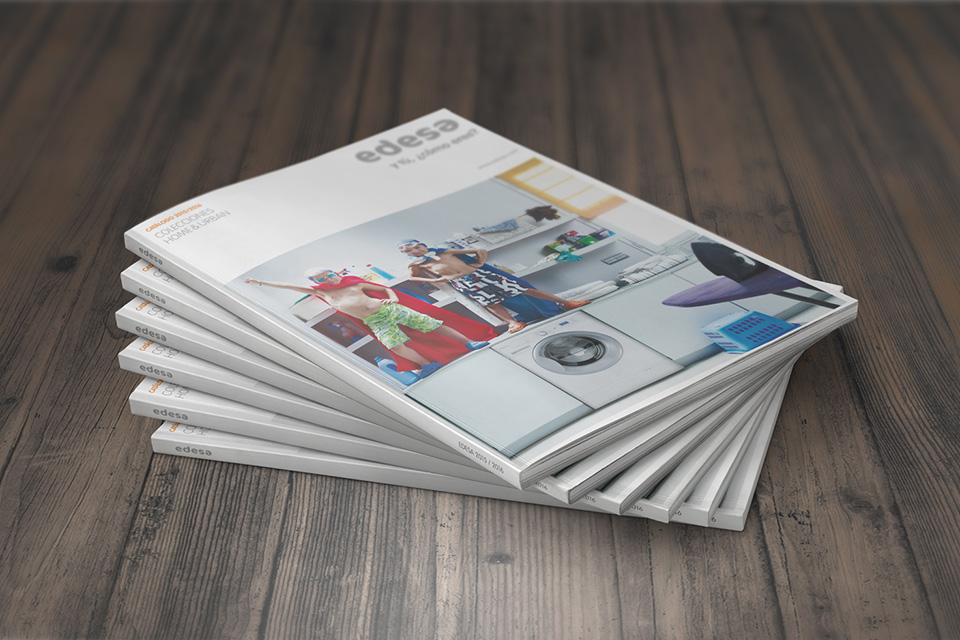 edesa
y tú, ¿cómo eres?
CATÁLOGO 2015/2016
COLECCIONES
HOME & URBAN
edesa
EDESA 2015 / 2016
edesa
edesa
edesa
edesa
edesa